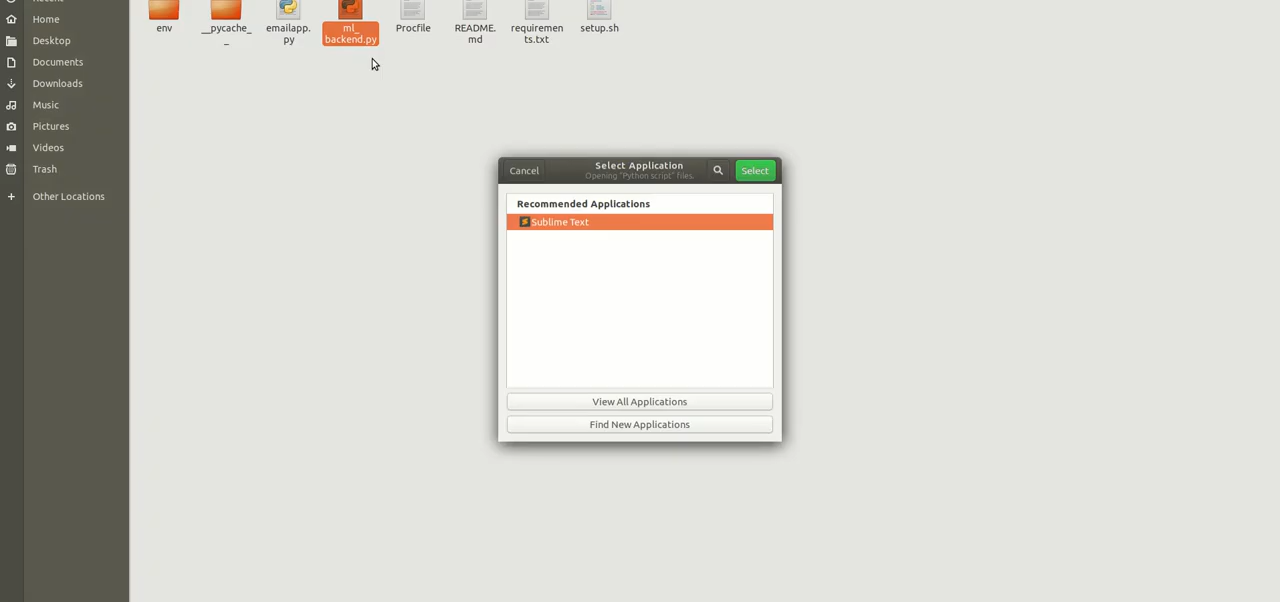 Recent
Home
Desktop
Documents
Downloads
Music
Pictures
Videos
Trash
Other Locations
env
__pycache_
_
emailapp.
py
ml_
backend.py
Procfile
README.
md
requiremen
ts.txt
setup.sh
Cancel
Select Application
Opening "Python script" files.
Select
Recommended Applications
Sublime Text
View All Applications
Find New Applications